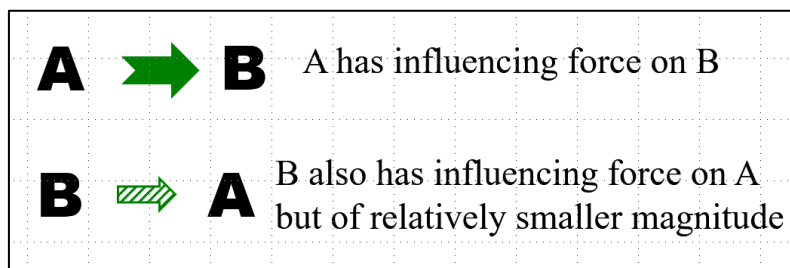 A B A has influencing force on B
B A B also has influencing force on A
but of relatively smaller magnitude